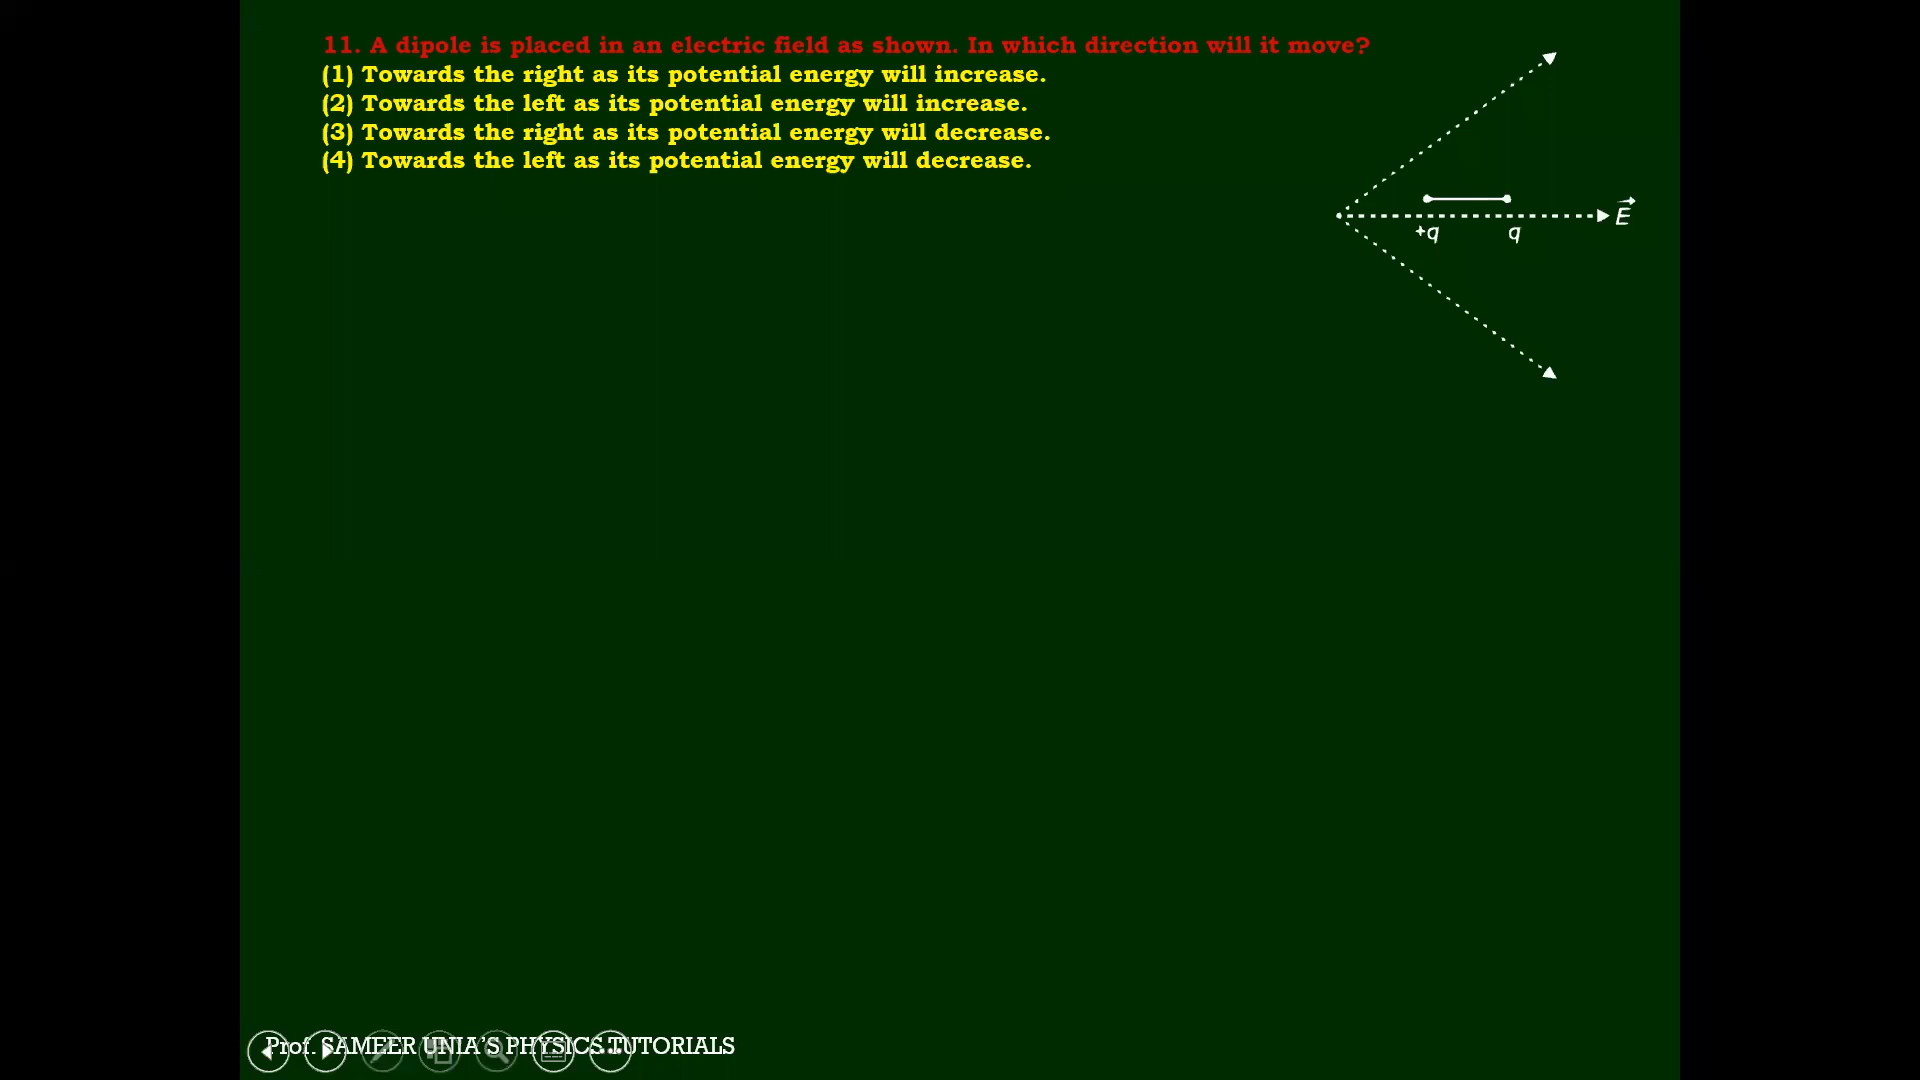 11. A dipole is placed in an electric field as shown. In which direction will it move?
(1) Towards the right as its potential energy will increase.
(2) Towards the left as its potential energy will increase.
(3) Towards the right as its potential energy will decrease.
(4) Towards the left as its potential energy will decrease.
E
+q q
Prof. SAMEER UNIA'S PHYSICS TUTORIALS